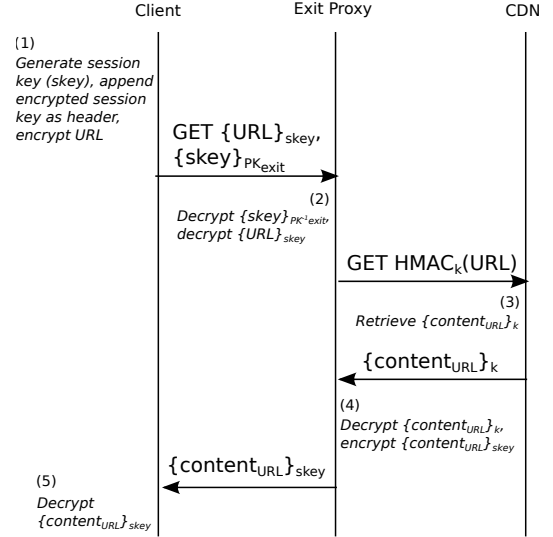 Client Exit Proxy CDN
(1)
Generate session
key (skey), append
encrypted session
key as header,
encrypt URL
GET {URL}skey,
{skey}PKexit
(2)
Decrypt {skey}PK-1exit,
decrypt {URL}skey
GET HMACk(URL)
(3)
Retrieve {contentURL}k
{contentURL}k
(4)
Decrypt {contentURL}k,
encrypt {contentURL}skey
{contentURL}skey
(5)
Decrypt
{contentURL}skey